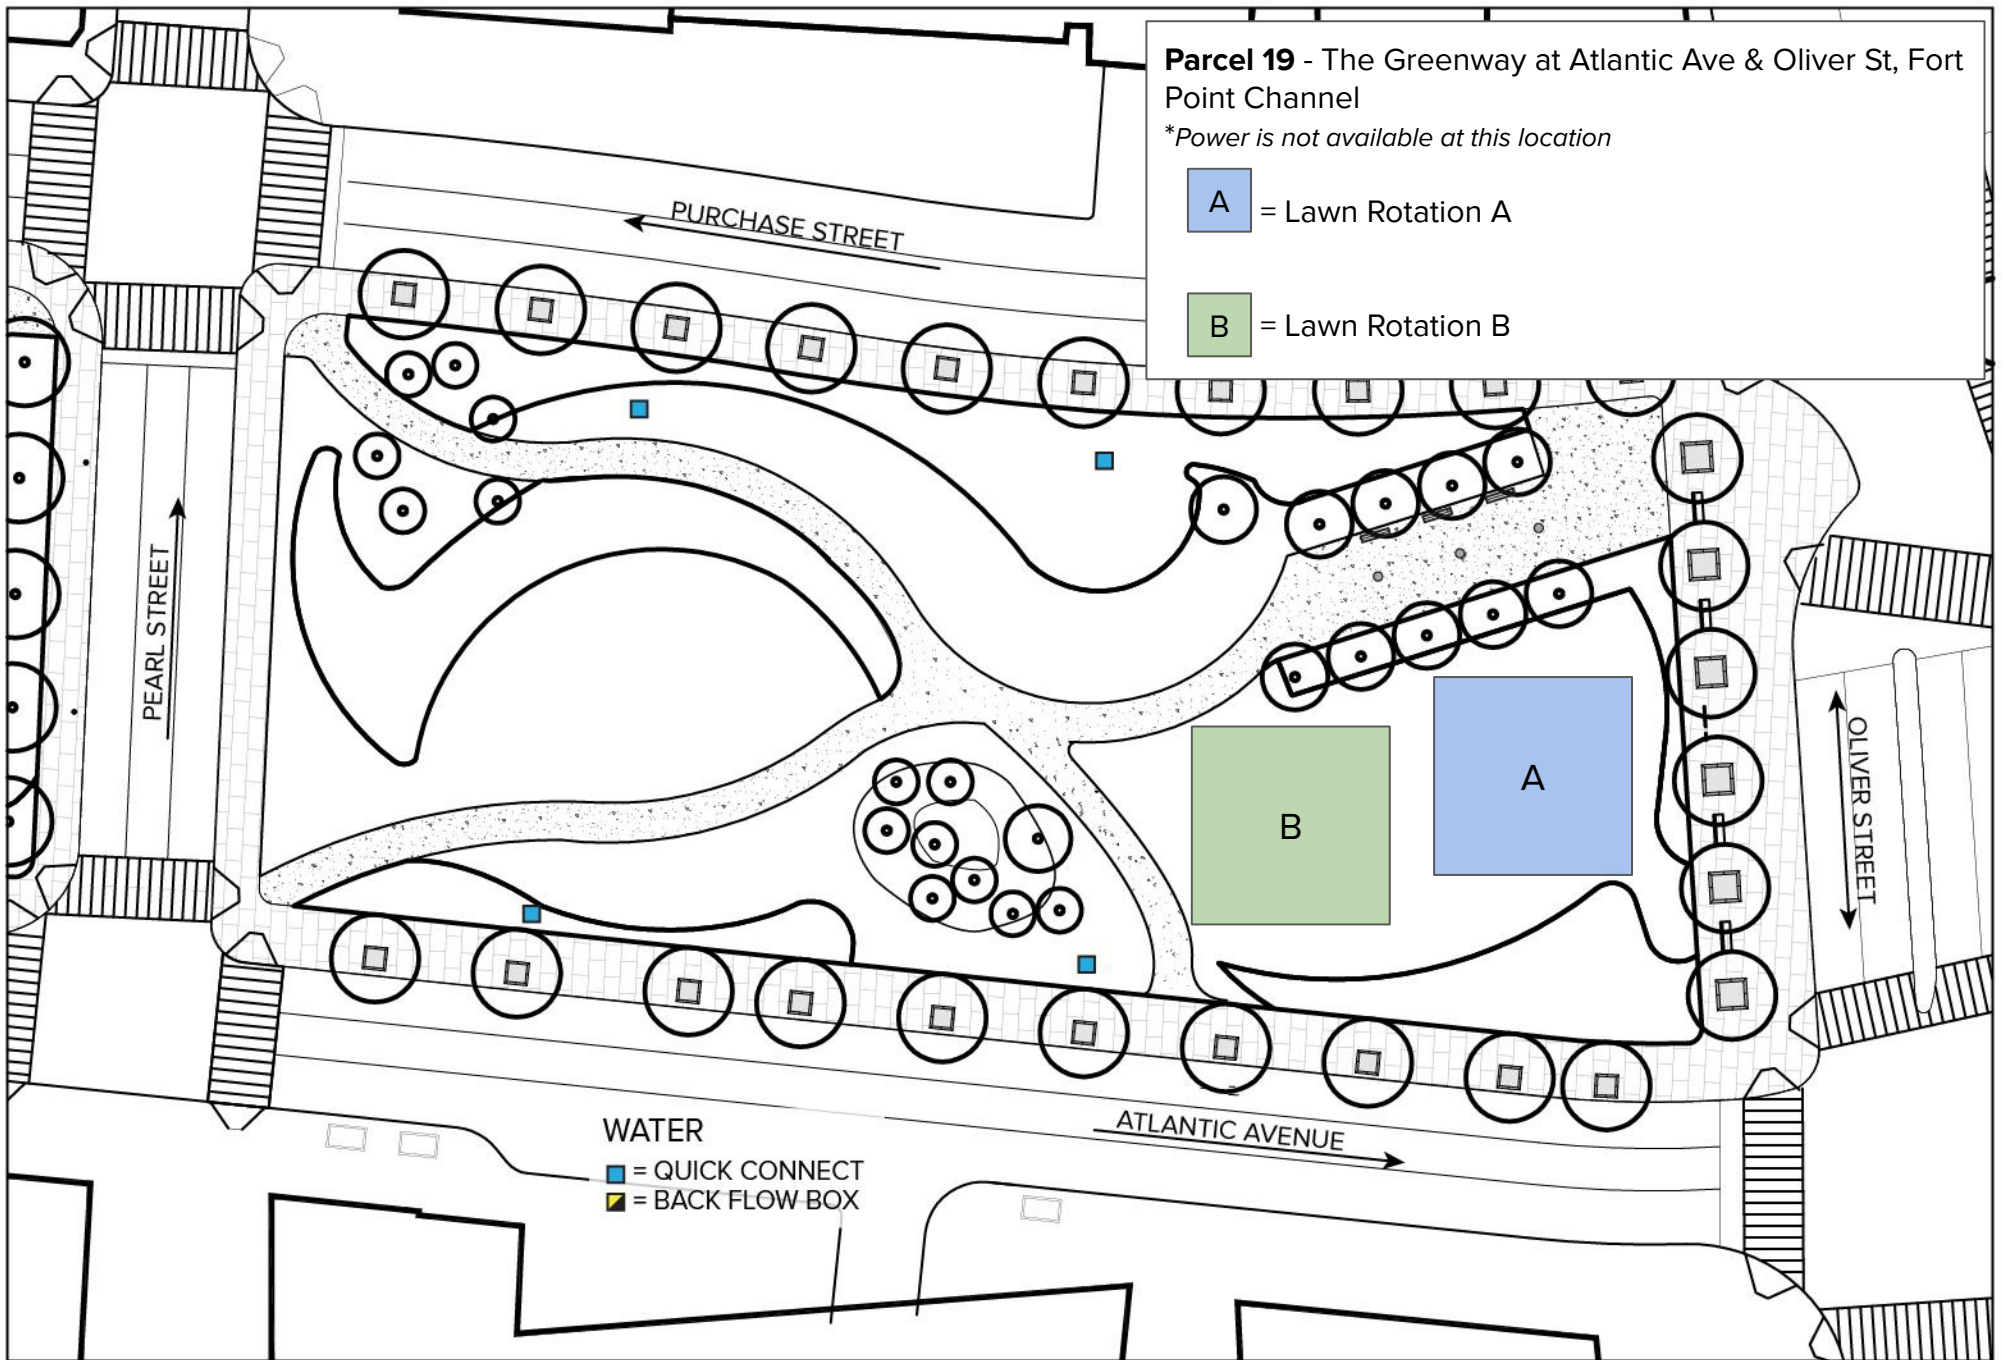 Parcel 19 - The Greenway at Atlantic Ave & Oliver St, Fort
Point Channel
*Power is not available at this location
A = Lawn Rotation A
B = Lawn Rotation B
PURCHASE STREET
PEARL STREET
OLIVER STREET
A
B
ATLANTIC AVENUE
WATER
= QUICK CONNECT
= BACK FLOW BOX